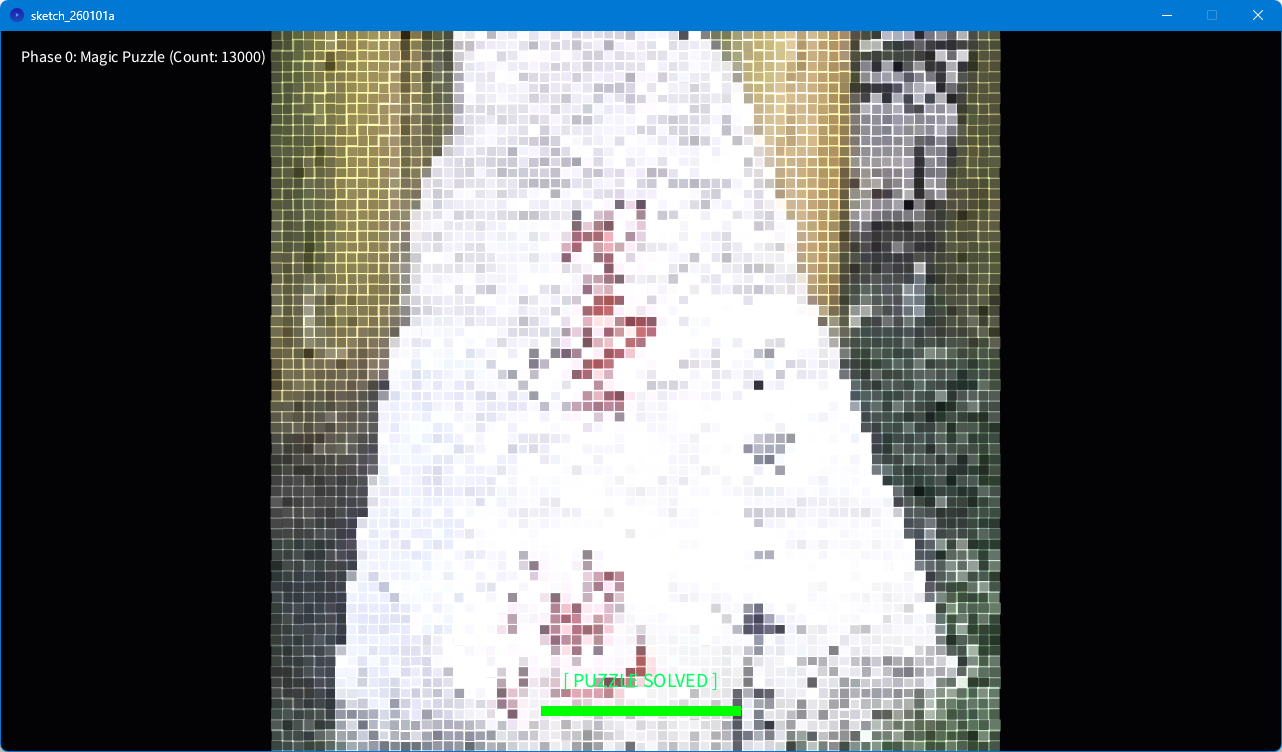 sketch_260101a
Phase 0: Magic Puzzle (Count: 13000)
[ PUZZLE SOLVED ]